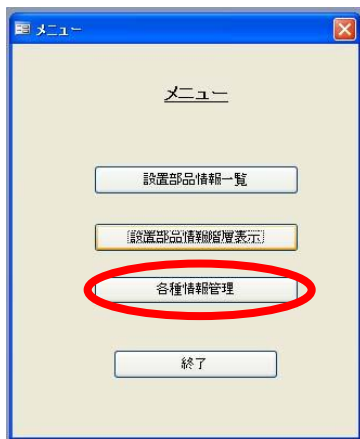 メニュー
メニュー
設置部品情報一覧
設置部品情報階層表示
各種情報管理
終了